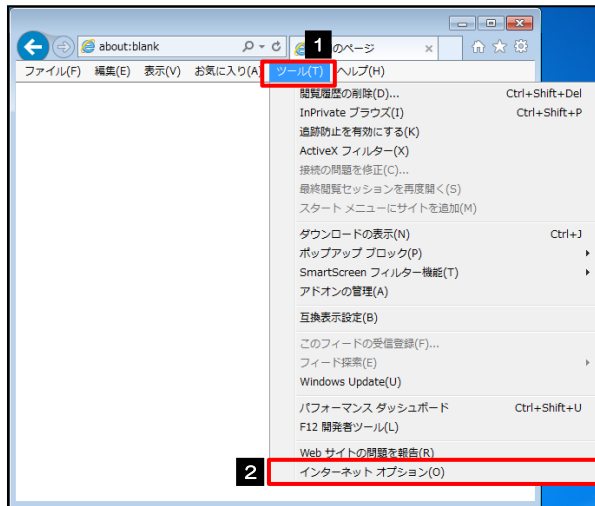 about:blank
1
のページ
ファイル(F) 編集(E) 表示(V) お気に入り(A) ツール(T) ヘルプ(H)
閲覧履歴の削除(D)... Ctrl+Shift+Del
InPrivate ブラウズ(I) Ctrl+Shift+P
追跡防止を有効にする(K)
ActiveX フィルター(X)
接続の問題を修正(C)...
最終閲覧セッションを再度開く(S)
スタート メニューにサイトを追加(M)
ダウンロードの表示(N) Ctrl+J
ポップアップ ブロック(P)
SmartScreen フィルター機能(T)
アドオンの管理(A)
互換表示設定(B)
このフィードの受信登録(F)...
フィード探索(E)
Windows Update(U)
パフォーマンス ダッシュボード Ctrl+Shift+U
F12 開発者ツール(L)
Web サイトの問題を報告(R)
2 インターネット オプション(O)